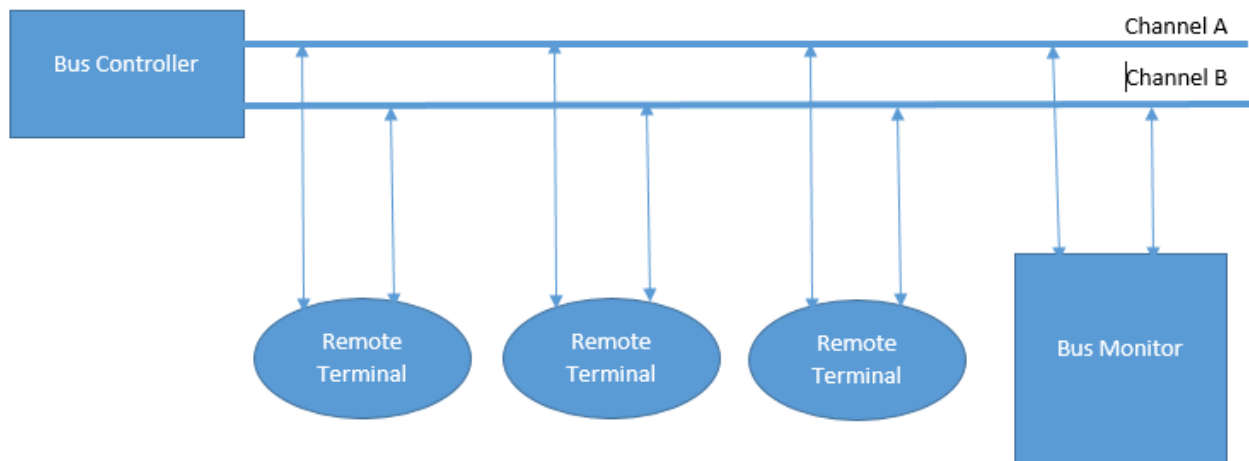 Channel A
Bus Controller
Channel B
Remote
Terminal
Remote
Terminal
Remote
Terminal
Bus Monitor